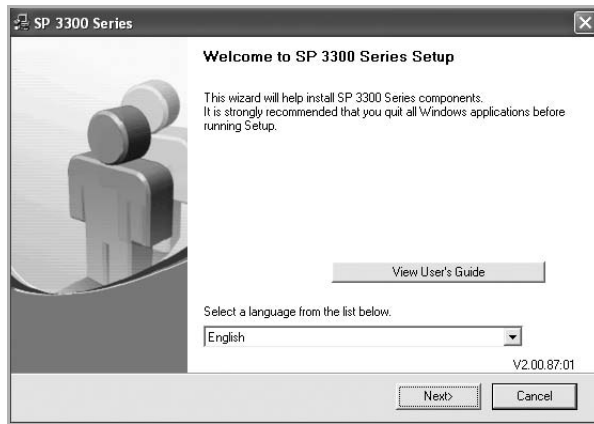 SP 3300 Series
Welcome to SP 3300 Series Setup
This wizard will help install SP 3300 Series components.
It is strongly recommended that you quit all Windows applications before
running Setup.
View User's Guide
Select a language from the list below.
English
V2.00.87:01
Next>
Cancel